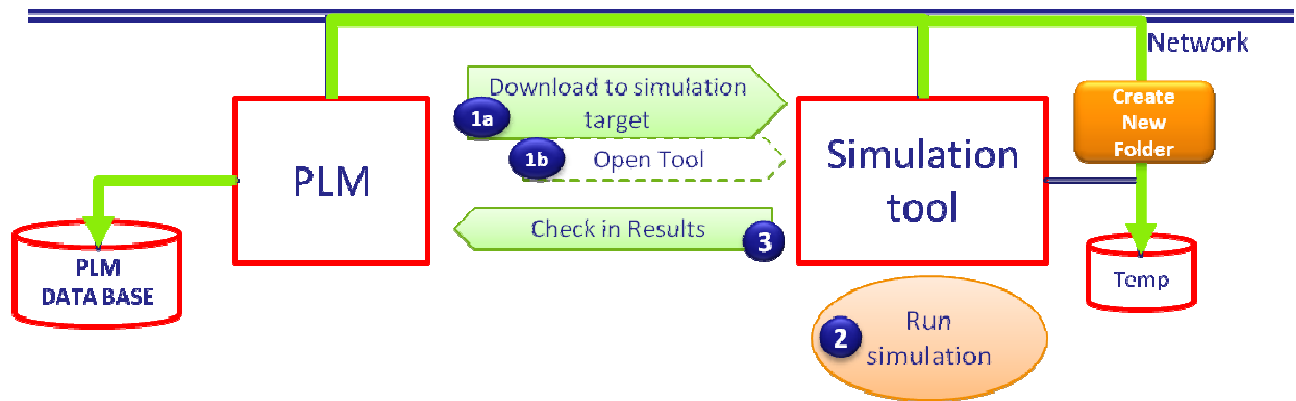 Network
Download to simulation
target
1a
Create
New
Folder
1b
Open Tool
PLM
Simulation
tool
Check in Results
3
PLM
DATA BASE
Temp
2
Run
simulation